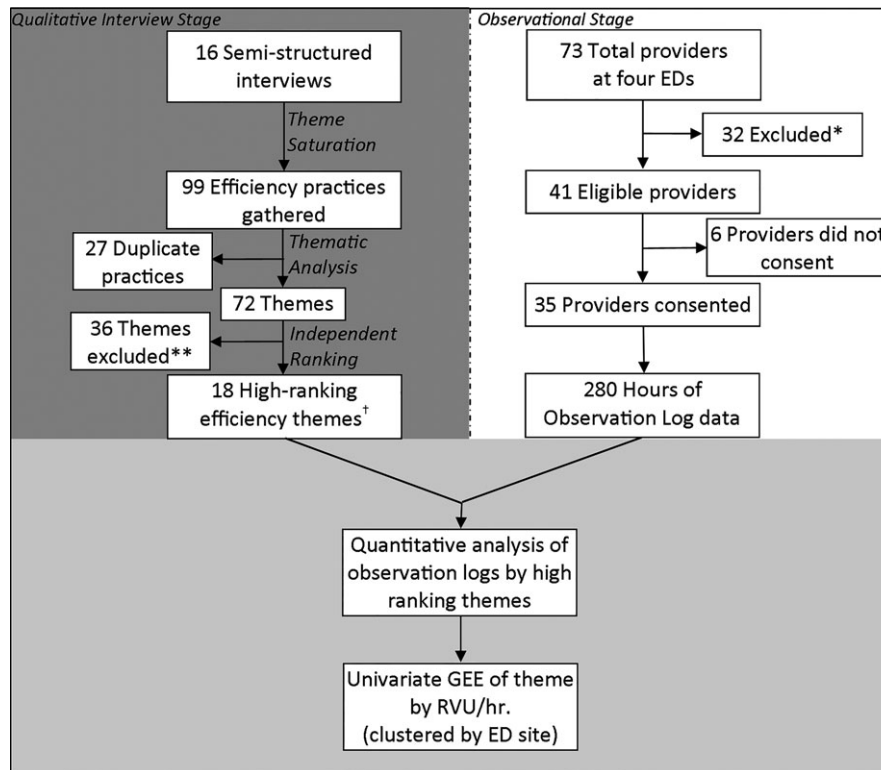 Qualitative Interview Stage
16 Semi-structured
interviews
Theme
Saturation
99 Efficiency practices
gathered
27 Duplicate
practices
Thematic
Analysis
72 Themes
36 Themes
excluded**
Independent
Ranking
18 High-ranking
efficiency themes†
Observational Stage
73 Total providers
at four EDs
32 Excluded*
41 Eligible providers
6 Providers did not
consent
35 Providers consented
280 Hours of
Observation Log data
Quantitative analysis of
observation logs by high
ranking themes
Univariate GEE of theme
by RVU/hr.
(clustered by ED site)